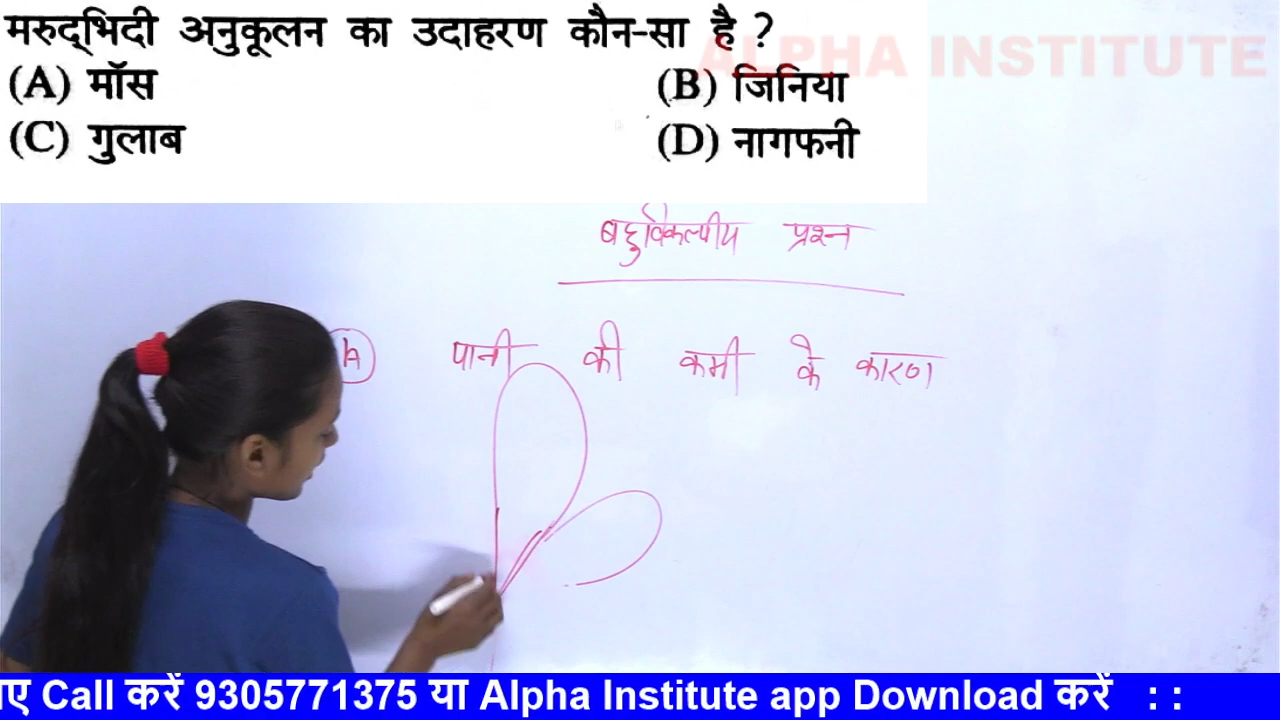 मरुद्भिदी अनुकूलन का उदाहरण कौन-सा है ?
ALPHA INSTITUTE
(A) मॉस (B) जिनिया
(C) गुलाब (D) नागफनी
बहुविकल्पीय प्रश्न
पानी की कमी के कारण
Call करें 9305771375 या Alpha Institute app Download करें : :